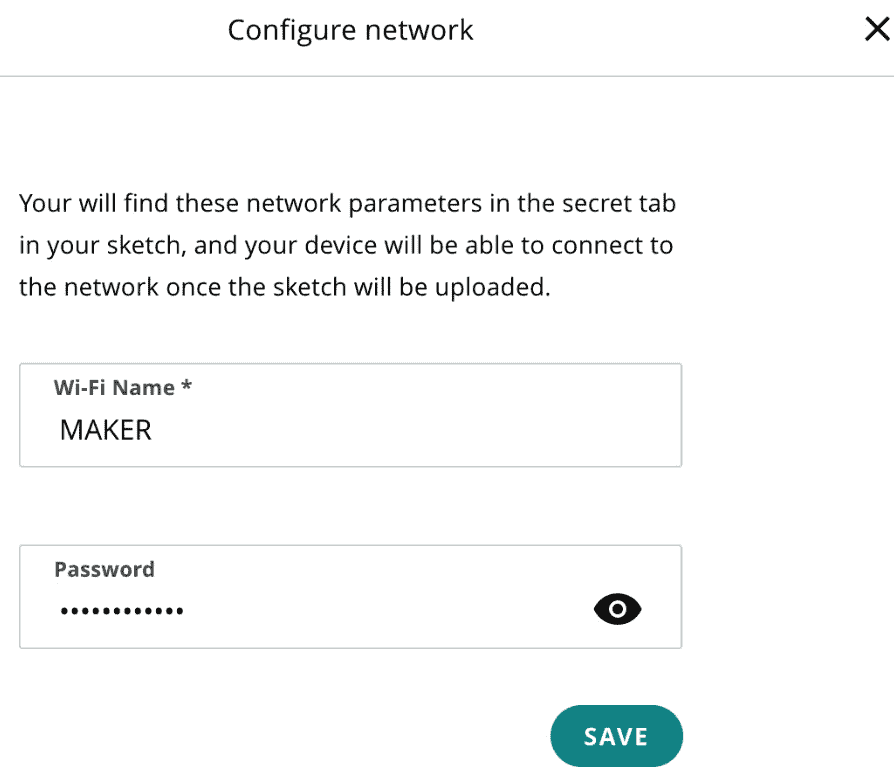 Configure network
Your will find these network parameters in the secret tab
in your sketch, and your device will be able to connect to
the network once the sketch will be uploaded.
Wi-Fi Name *
MAKER
Password
••••••••••••
SAVE